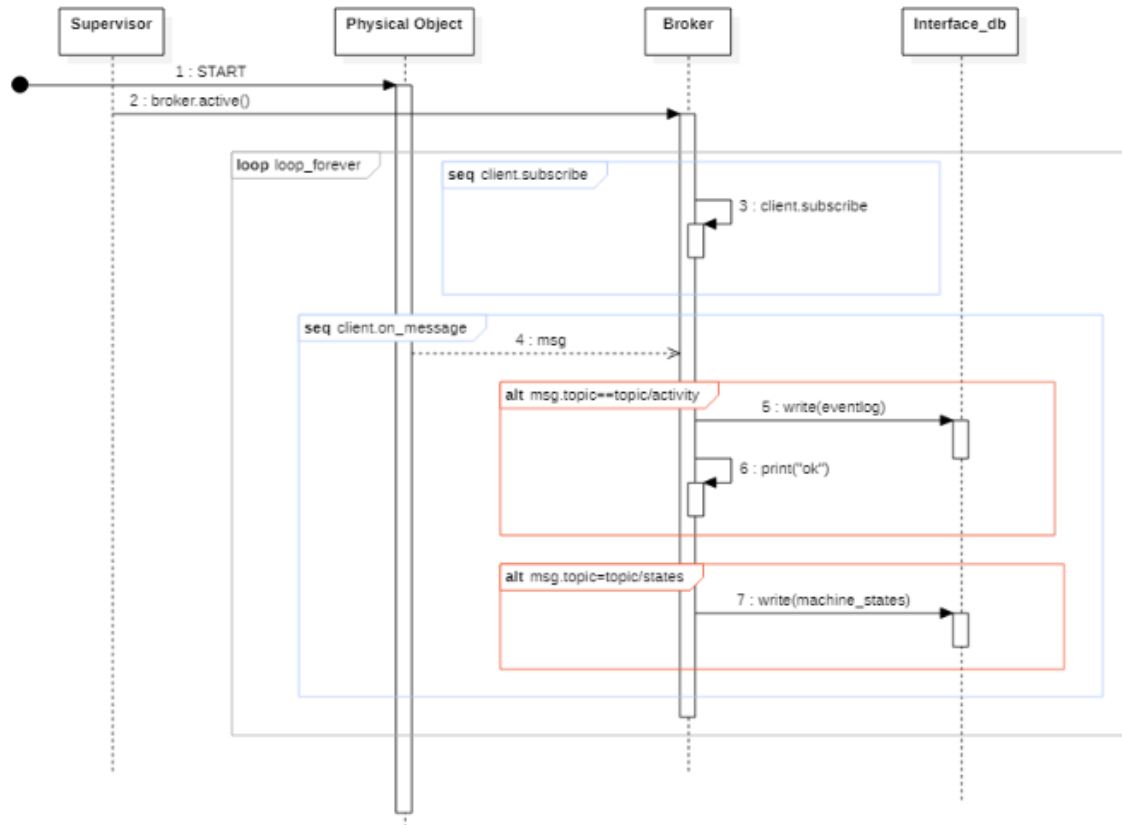 Supervisor
Physical Object
Broker
Interface_db
1 : START
2 : broker.active()
loop loop_forever
seq client.subscribe
3 : client.subscribe
seq client.on_message
4 : msg
alt msg.topic==topic/activity
5 : write(eventlog)
6 : print("ok")
alt msg.topic=topic/states
7 : write(machine_states)